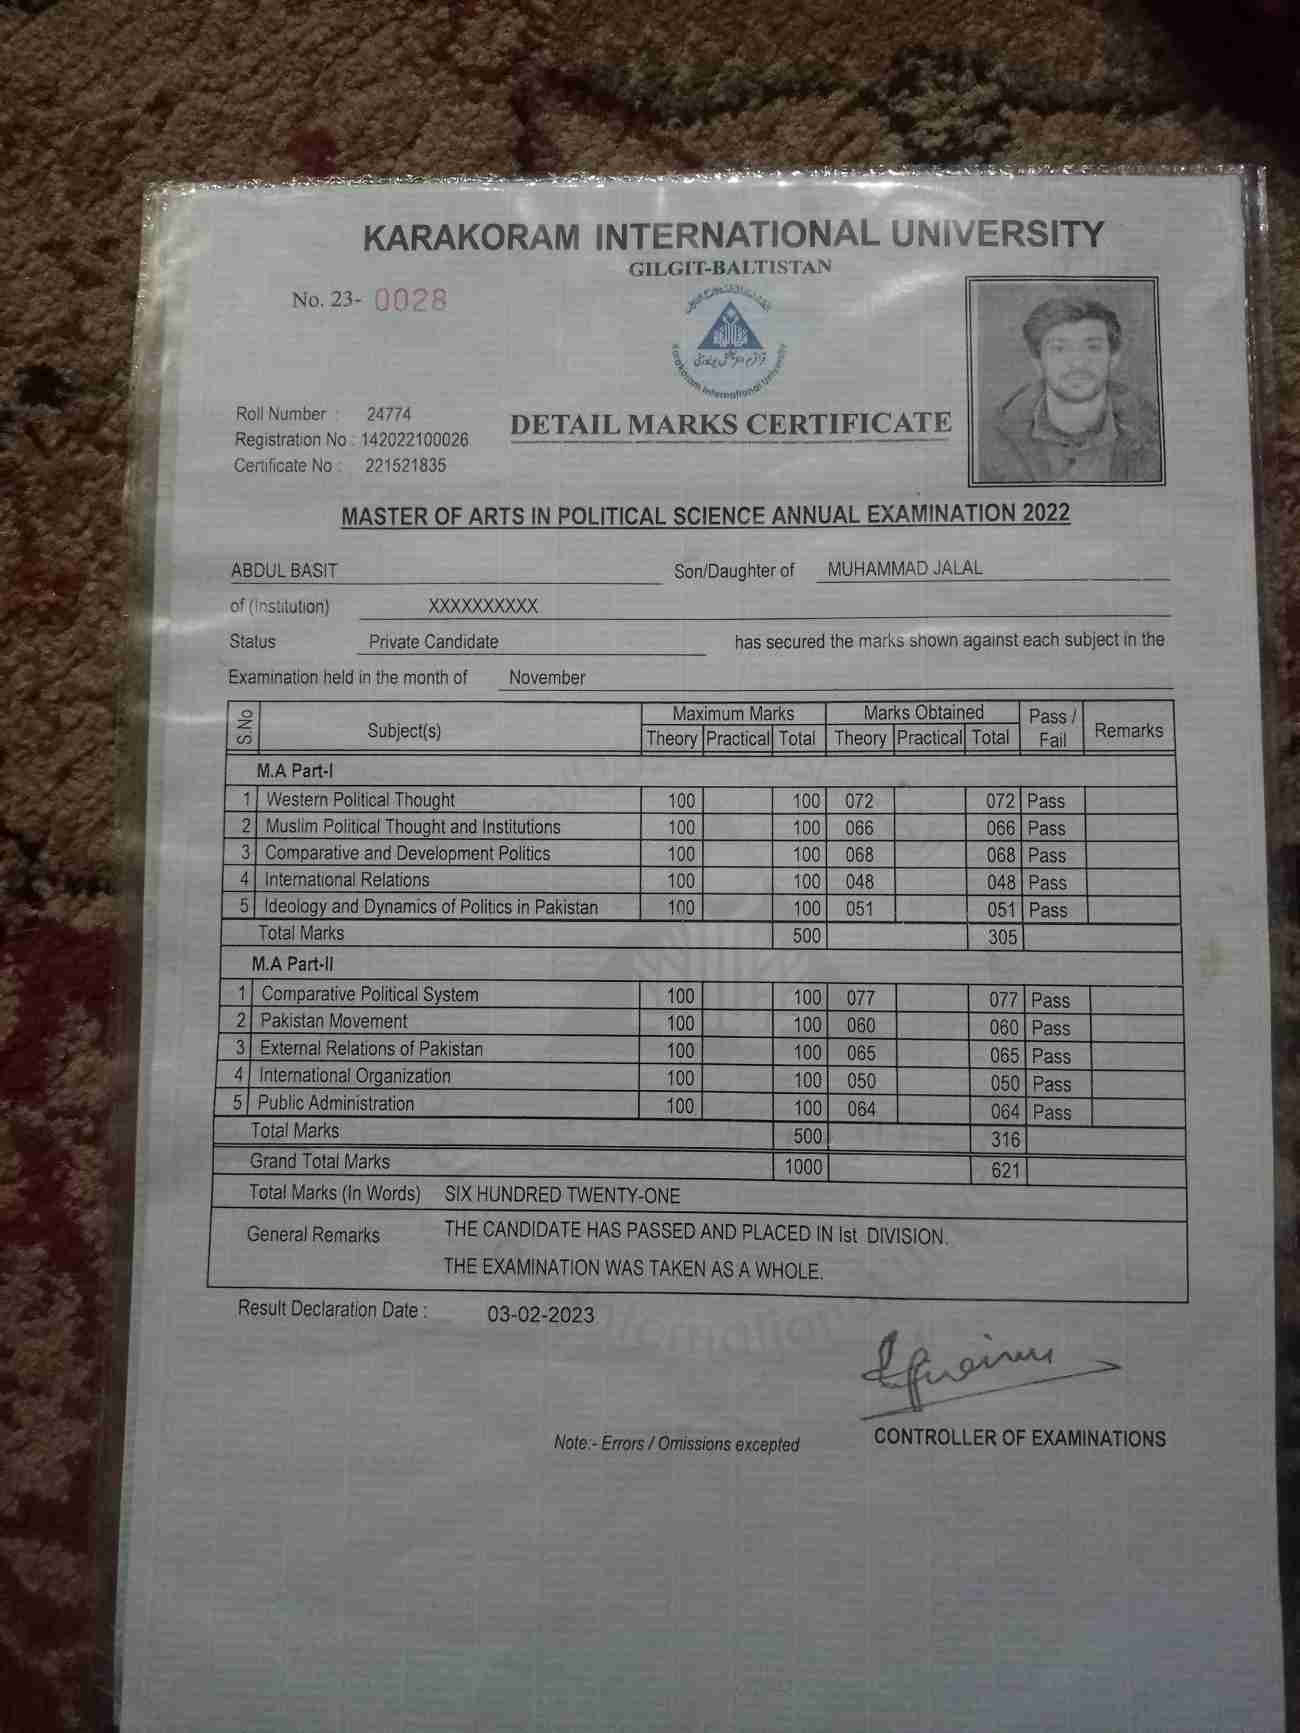 KARAKORAM INTERNATIONAL UNIVERSITY
GILGIT-BALTISTAN
No. 23- 0028
قراقرم انٹرنیشنل یونیورسٹی
Karakoram International University
Roll Number : 24774
Registration No : 142022100026
Certificate No : 221521835
DETAIL MARKS CERTIFICATE
MASTER OF ARTS IN POLITICAL SCIENCE ANNUAL EXAMINATION 2022
ABDUL BASIT Son/Daughter of MUHAMMAD JALAL
of (Institution) XXXXXXXXXX
Status Private Candidate has secured the marks shown against each subject in the
Examination held in the month of November
S.No Subject(s) Maximum Marks Marks Obtained Pass / Fail Remarks
Theory Practical Total Theory Practical Total
M.A Part-I
1 Western Political Thought 100 100 072 072 Pass
2 Muslim Political Thought and Institutions 100 100 066 066 Pass
3 Comparative and Development Politics 100 100 068 068 Pass
4 International Relations 100 100 048 048 Pass
5 Ideology and Dynamics of Politics in Pakistan 100 100 051 051 Pass
Total Marks 500 305
M.A Part-II
1 Comparative Political System 100 100 077 077 Pass
2 Pakistan Movement 100 100 060 060 Pass
3 External Relations of Pakistan 100 100 065 065 Pass
4 International Organization 100 100 050 050 Pass
5 Public Administration 100 100 064 064 Pass
Total Marks 500 316
Grand Total Marks 1000 621
Total Marks (In Words) SIX HUNDRED TWENTY-ONE
General Remarks THE CANDIDATE HAS PASSED AND PLACED IN Ist DIVISION.
THE EXAMINATION WAS TAKEN AS A WHOLE.
Result Declaration Date : 03-02-2023
Note:- Errors / Omissions excepted
CONTROLLER OF EXAMINATIONS